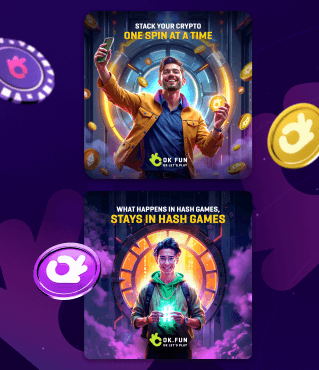 STACK YOUR CRYPTO
ONE SPIN AT A TIME
OK.FUN
OK LET'S PLAY
WHAT HAPPENS IN HASH GAMES,
STAYS IN HASH GAMES
OK.FUN
OK LET'S PLAY